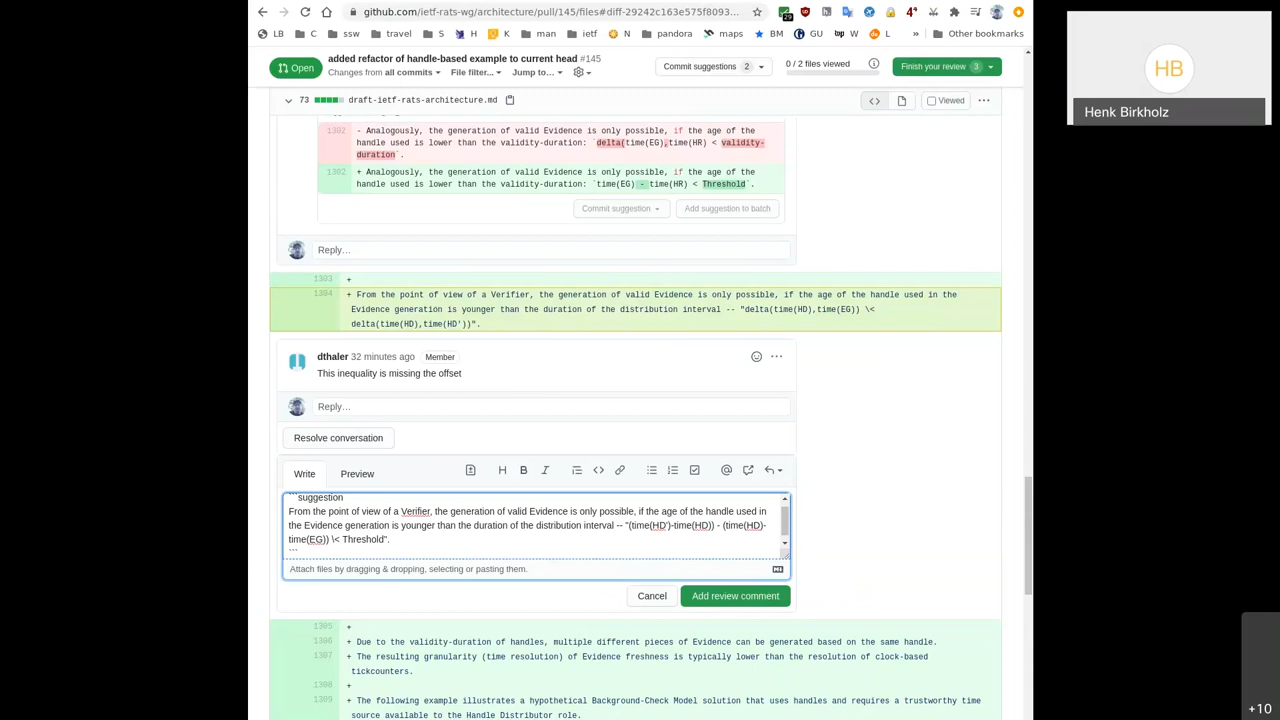 github.com/ietf-rats-wg/architecture/pull/145/files#diff-29242c163e575f8093...
29
4⁹
LB
C
ssw
travel
S
H
K
man
ietf
N
pandora
maps
BM
GU
W
L
»
Other bookmarks
Open
added refactor of handle-based example to current head #145
Changes from all commits
File filter...
Jump to...
Commit suggestions 2
0 / 2 files viewed
Finish your review 3
73
draft-ietf-rats-architecture.md
Viewed
1302 - Analogously, the generation of valid Evidence is only possible, if the age of the
handle used is lower than the validity-duration: `delta(time(EG),time(HR) < validity-
duration`.
1302 + Analogously, the generation of valid Evidence is only possible, if the age of the
handle used is lower than the validity-duration: `time(EG) - time(HR) < Threshold`.
Commit suggestion
Add suggestion to batch
Reply...
1303 +
1304 + From the point of view of a Verifier, the generation of valid Evidence is only possible, if the age of the handle used in the
Evidence generation is younger than the duration of the distribution interval -- "delta(time(HD),time(EG)) \<
delta(time(HD),time(HD'))".
dthaler 32 minutes ago Member
This inequality is missing the offset
Reply...
Resolve conversation
Write
Preview
```suggestion
From the point of view of a Verifier, the generation of valid Evidence is only possible, if the age of the handle used in
the Evidence generation is younger than the duration of the distribution interval -- "(time(HD')-time(HD)) - (time(HD)-
time(EG)) \< Threshold".
```
Attach files by dragging & dropping, selecting or pasting them.
Cancel
Add review comment
1305 +
1306 + Due to the validity-duration of handles, multiple different pieces of Evidence can be generated based on the same handle.
1307 + The resulting granularity (time resolution) of Evidence freshness is typically lower than the resolution of clock-based
tickcounters.
1308 +
1309 + The following example illustrates a hypothetical Background-Check Model solution that uses handles and requires a trustworthy time
source available to the Handle Distributor role.
HB
Henk Birkholz
+10